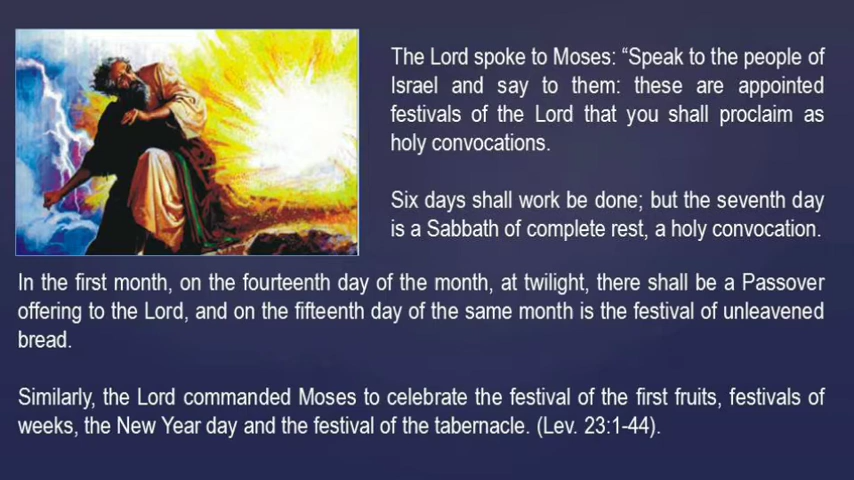 The Lord spoke to Moses: “Speak to the people of
Israel and say to them: these are appointed
festivals of the Lord that you shall proclaim as
holy convocations.
Six days shall work be done; but the seventh day
is a Sabbath of complete rest, a holy convocation.
In the first month, on the fourteenth day of the month, at twilight, there shall be a Passover
offering to the Lord, and on the fifteenth day of the same month is the festival of unleavened
bread.
Similarly, the Lord commanded Moses to celebrate the festival of the first fruits, festivals of
weeks, the New Year day and the festival of the tabernacle. (Lev. 23:1-44).